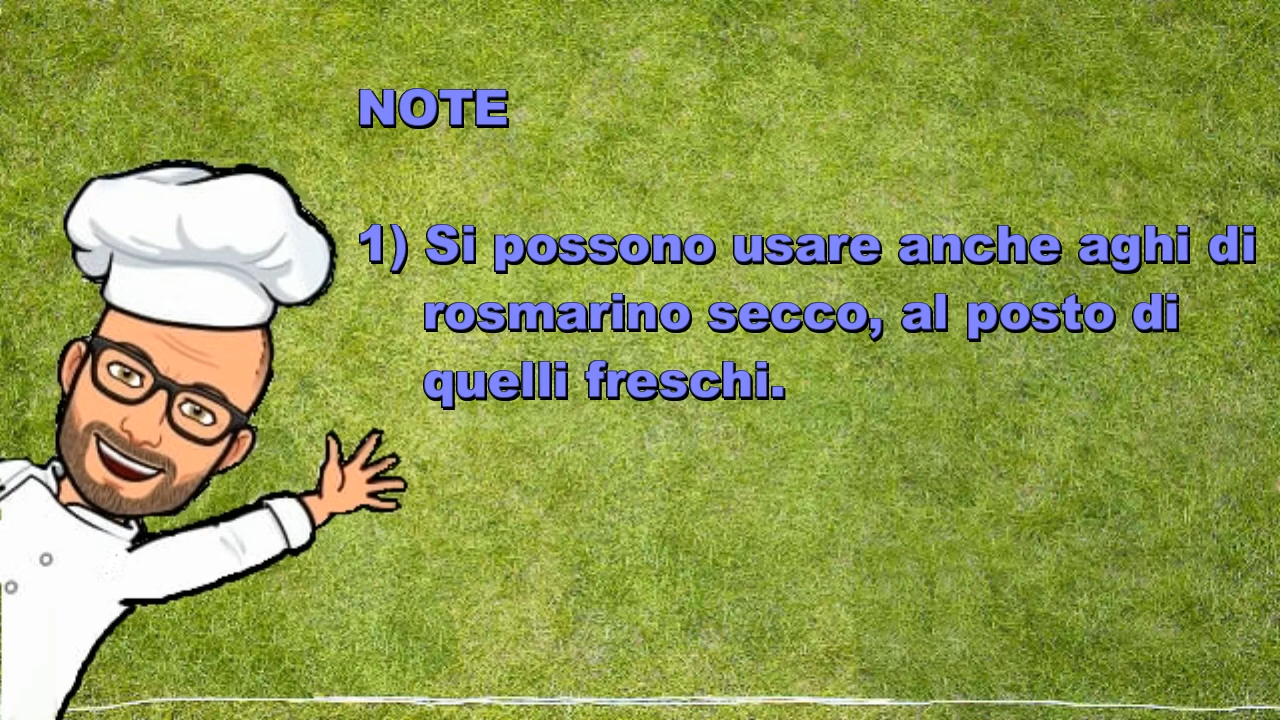 NOTE
1) Si possono usare anche aghi di
rosmarino secco, al posto di
quelli freschi.